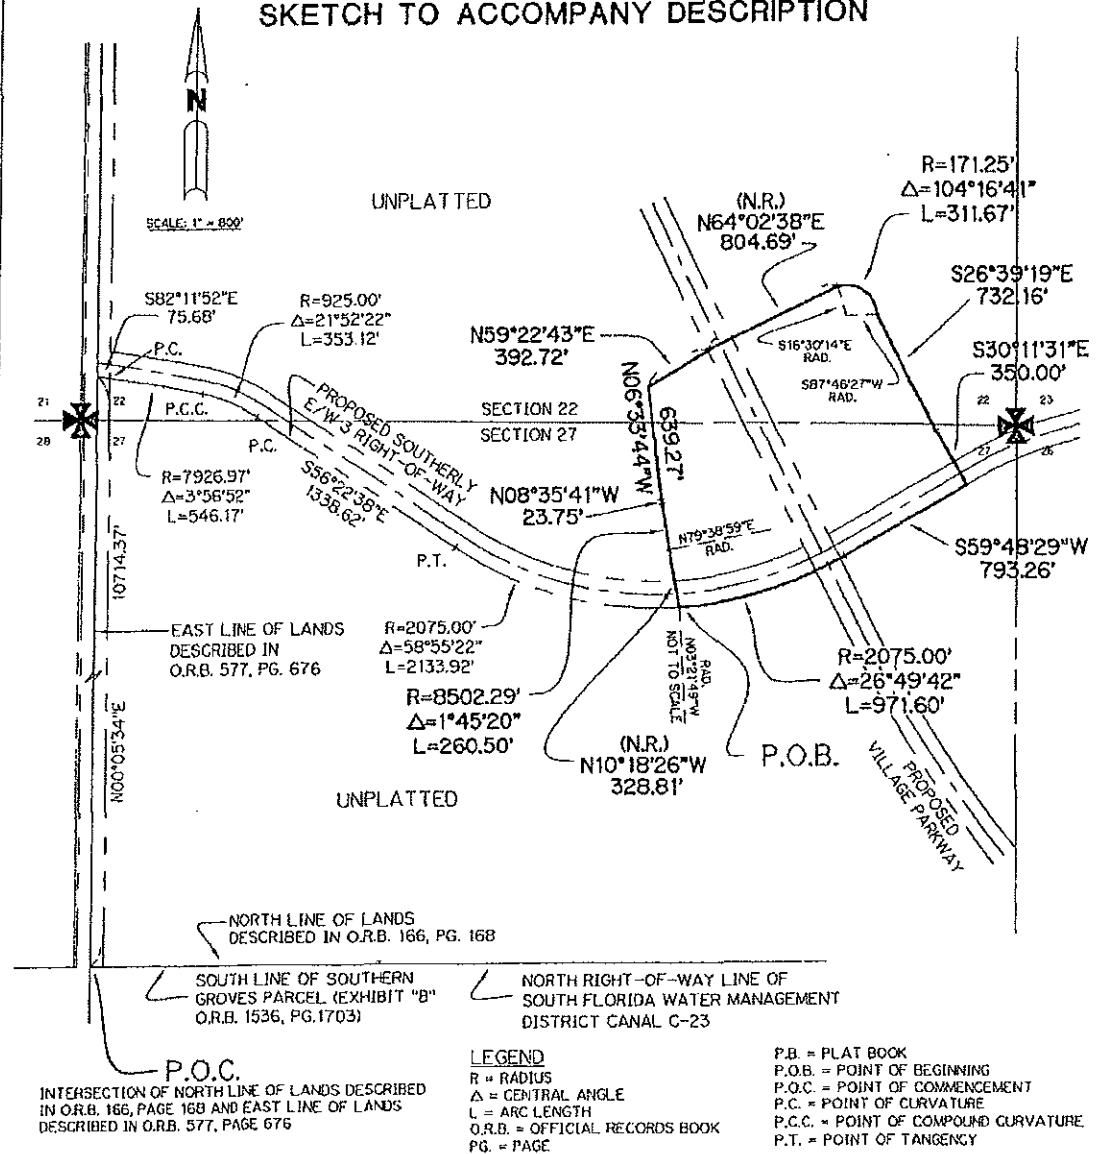 SKETCH TO ACCOMPANY DESCRIPTION
N
SCALE: 1" = 800'
UNPLATTED
R=171.25'
Δ=104°16'41"
L=311.67'
(N.R.)
N64°02'38"E
804.69'
S26°39'19"E
732.16'
S82°11'52"E
75.68'
R=925.00'
Δ=21°52'22"
L=353.12'
P.C.
N59°22'43"E
392.72'
S16°30'14"E
RAD.
S87°46'27"W
RAD.
S30°11'31"E
350.00'
21
22
28
27
P.C.C.
P.C.
PROPOSED SOUTHERLY
E/W 3 RIGHT-OF-WAY
SECTION 22
SECTION 27
N06°33'44"W
639.27'
22
23
27
26
R=7926.97'
Δ=3°56'52"
L=546.17'
S56°22'38"E
1338.62'
N08°35'41"W
23.75'
N79°38'59"E
RAD.
P.T.
S59°48'29"W
793.26'
10714.37'
N00°05'34"E
EAST LINE OF LANDS
DESCRIBED IN
O.R.B. 577, PG. 676
R=2075.00'
Δ=58°55'22"
L=2133.92'
R=8502.29'
Δ=1°45'20"
L=260.50'
RAD.
N03°21'49"W
NOT TO SCALE
R=2075.00'
Δ=26°49'42"
L=971.60'
(N.R.)
N10°18'26"W
328.81'
P.O.B.
PROPOSED
VILLAGE PARKWAY
UNPLATTED
NORTH LINE OF LANDS
DESCRIBED IN O.R.B. 166, PG. 168
SOUTH LINE OF SOUTHERN
GROVES PARCEL (EXHIBIT "B"
O.R.B. 1536, PG.1703)
NORTH RIGHT-OF-WAY LINE OF
SOUTH FLORIDA WATER MANAGEMENT
DISTRICT CANAL C-23
P.O.C.
INTERSECTION OF NORTH LINE OF LANDS DESCRIBED
IN O.R.B. 166, PAGE 168 AND EAST LINE OF LANDS
DESCRIBED IN O.R.B. 577, PAGE 676
LEGEND
R = RADIUS
Δ = CENTRAL ANGLE
L = ARC LENGTH
O.R.B. = OFFICIAL RECORDS BOOK
PG. = PAGE
P.B. = PLAT BOOK
P.O.B. = POINT OF BEGINNING
P.O.C. = POINT OF COMMENCEMENT
P.C. = POINT OF CURVATURE
P.C.C. = POINT OF COMPOUND CURVATURE
P.T. = POINT OF TANGENCY